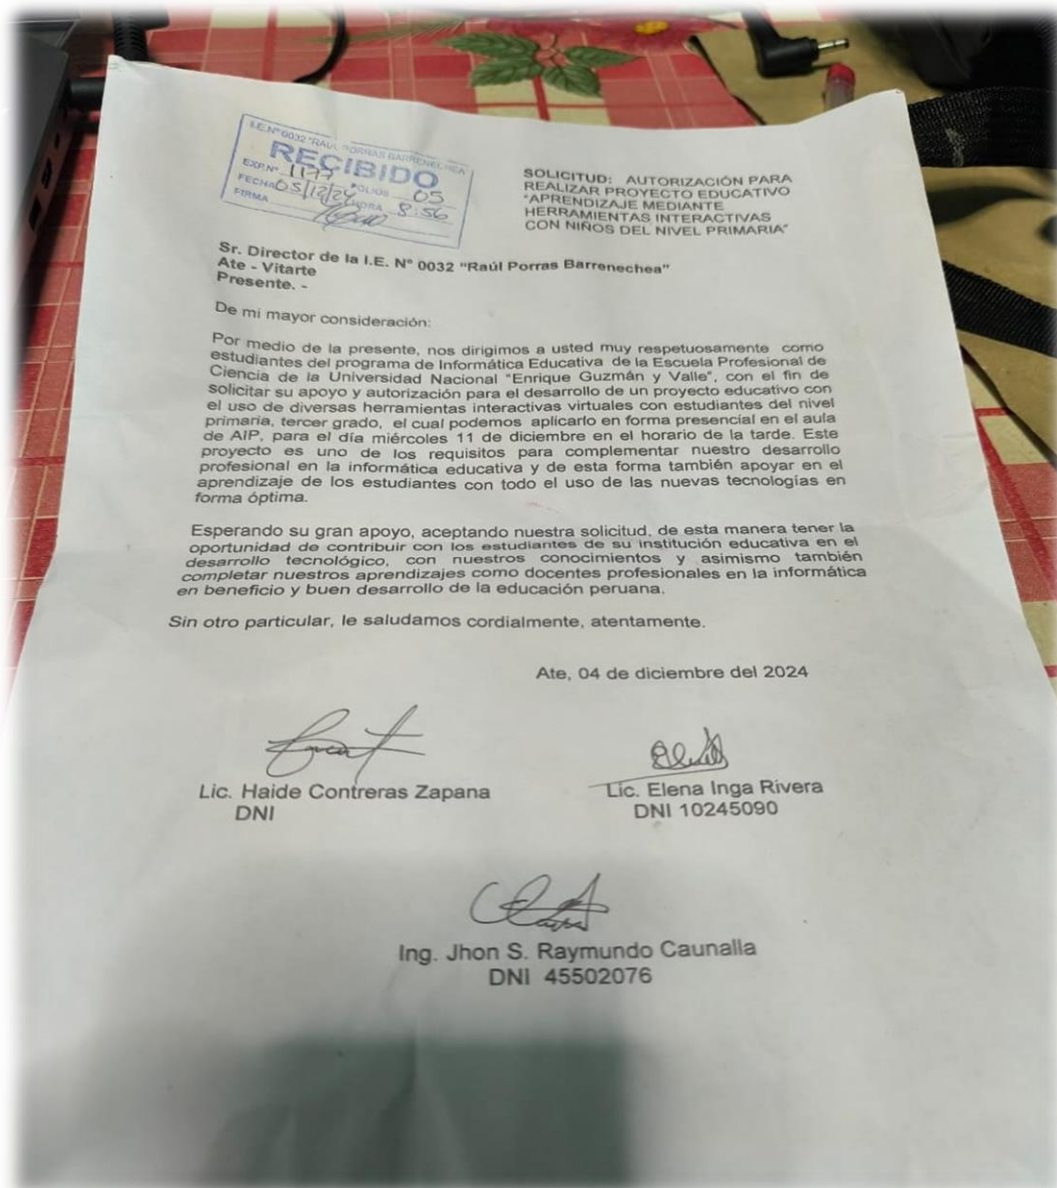 I.E.Nº 0032 "RAUL PORRAS BARRENECHEA"
RECIBIDO
EXP.Nº 1177
FECHA 05/12/24 FOLIOS 05
FIRMA HORA 8:56
SOLICITUD: AUTORIZACIÓN PARA
REALIZAR PROYECTO EDUCATIVO
"APRENDIZAJE MEDIANTE
HERRAMIENTAS INTERACTIVAS
CON NIÑOS DEL NIVEL PRIMARIA"
Sr. Director de la I.E. Nº 0032 "Raúl Porras Barrenechea"
Ate - Vitarte
Presente. -
De mi mayor consideración:
Por medio de la presente, nos dirigimos a usted muy respetuosamente como
estudiantes del programa de Informática Educativa de la Escuela Profesional de
Ciencia de la Universidad Nacional "Enrique Guzmán y Valle", con el fin de
solicitar su apoyo y autorización para el desarrollo de un proyecto educativo con
el uso de diversas herramientas interactivas virtuales con estudiantes del nivel
primaria, tercer grado, el cual podemos aplicarlo en forma presencial en el aula
de AIP, para el día miércoles 11 de diciembre en el horario de la tarde. Este
proyecto es uno de los requisitos para complementar nuestro desarrollo
profesional en la informática educativa y de esta forma también apoyar en el
aprendizaje de los estudiantes con todo el uso de las nuevas tecnologías en
forma óptima.
Esperando su gran apoyo, aceptando nuestra solicitud, de esta manera tener la
oportunidad de contribuir con los estudiantes de su institución educativa en el
desarrollo tecnológico, con nuestros conocimientos y asimismo también
completar nuestros aprendizajes como docentes profesionales en la informática
en beneficio y buen desarrollo de la educación peruana.
Sin otro particular, le saludamos cordialmente, atentamente.
Ate, 04 de diciembre del 2024
Lic. Haide Contreras Zapana
DNI
Lic. Elena Inga Rivera
DNI 10245090
Ing. Jhon S. Raymundo Caunalla
DNI 45502076